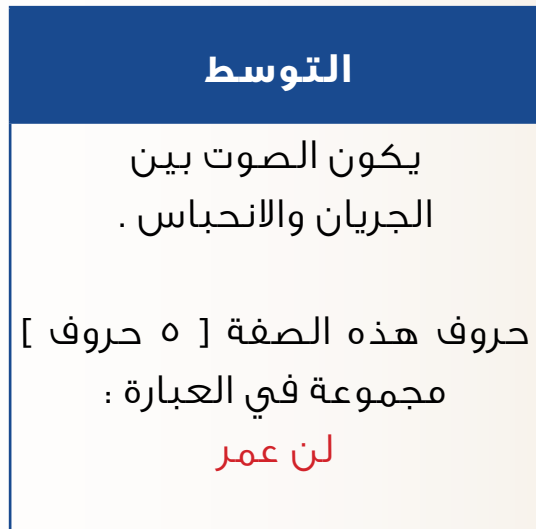 التوسط
يكون الصوت بين
الجريان والانحباس .
حروف هذه الصفة [ ٥ حروف ]
مجموعة في العبارة :
لن عمر